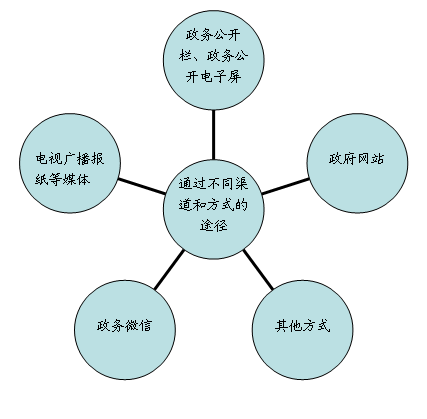 政务公开
栏、政务公
开电子屏
电视广播报
纸等媒体
政府网站
通过不同渠
道和方式的
途径
政务微信
其他方式